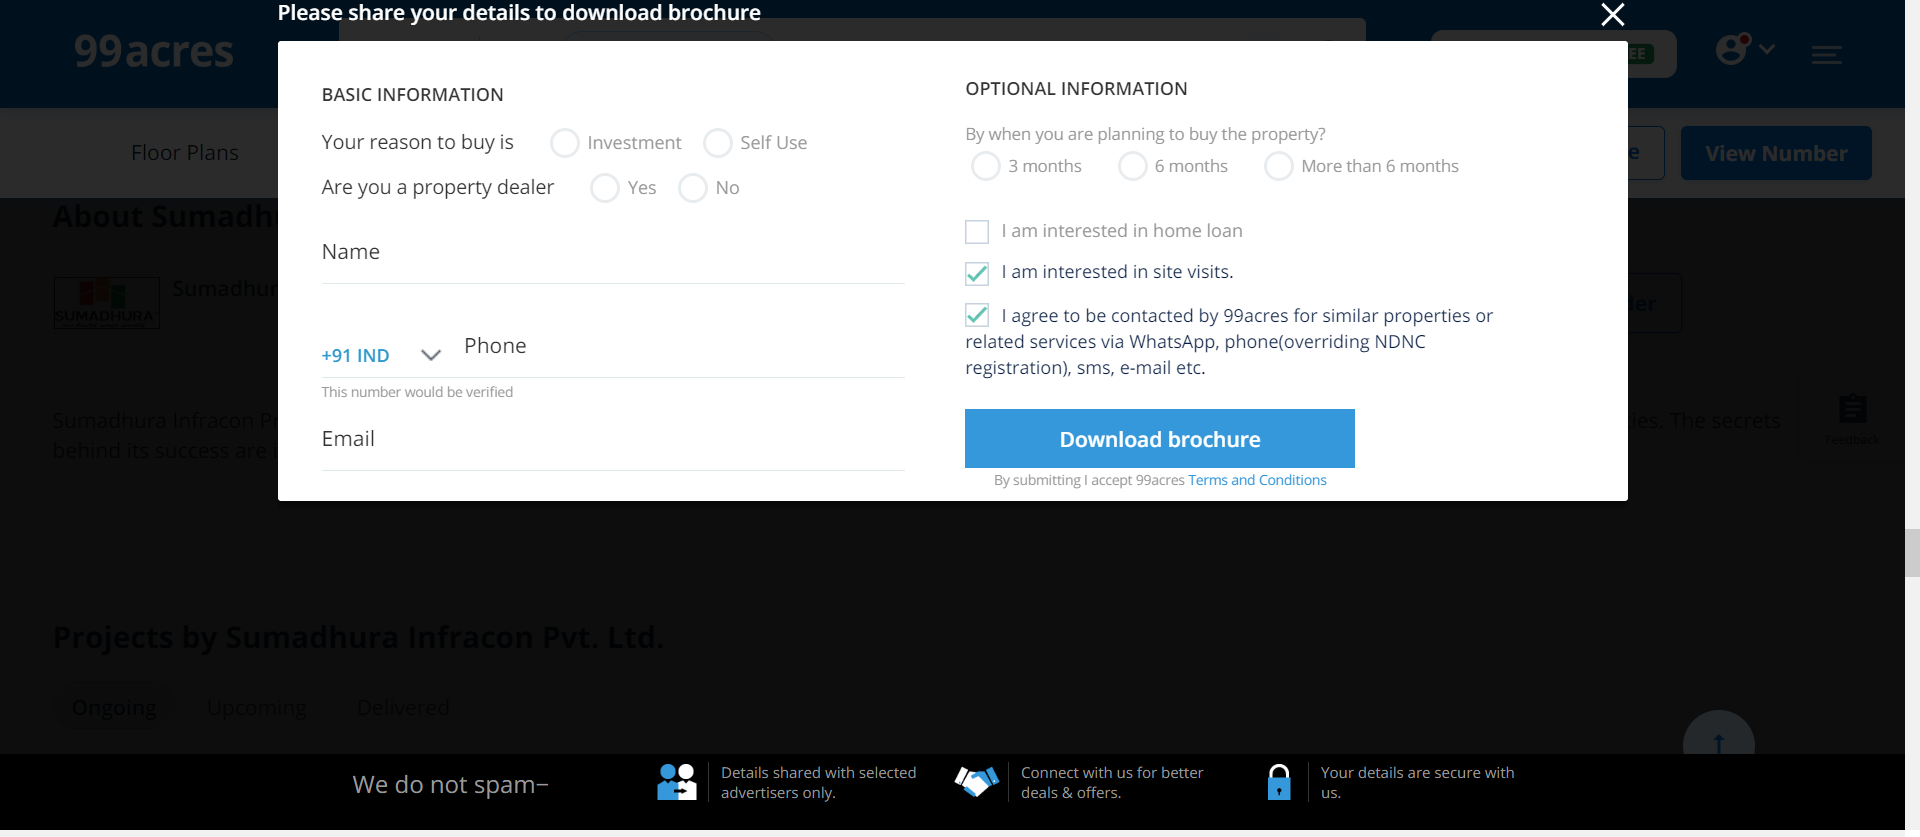 Please share your details to download brochure
99acres
EE
Floor Plans
View Number
BASIC INFORMATION
Your reason to buy is
Investment
Self Use
Are you a property dealer
Yes
No
Name
+91 IND
Phone
This number would be verified
Email
OPTIONAL INFORMATION
By when you are planning to buy the property?
3 months
6 months
More than 6 months
I am interested in home loan
I am interested in site visits.
I agree to be contacted by 99acres for similar properties or
related services via WhatsApp, phone(overriding NDNC
registration), sms, e-mail etc.
Download brochure
By submitting I accept 99acres Terms and Conditions
About Sumadh
SUMADHURA
Sumadhur
Sumadhura Infracon P
The secrets
behind its success are
Feedback
Projects by Sumadhura Infracon Pvt. Ltd.
Ongoing
Upcoming
Delivered
We do not spam–
Details shared with selected
advertisers only.
Connect with us for better
deals & offers.
Your details are secure with
us.